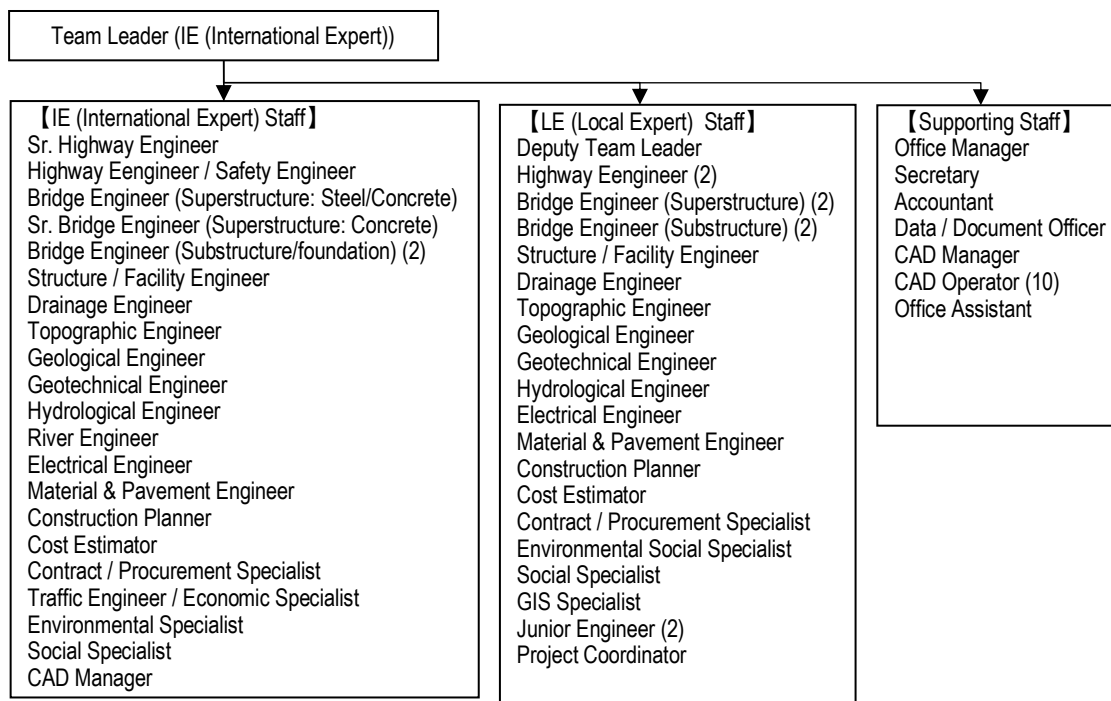 Team Leader (IE (International Expert))
【IE (International Expert) Staff】
Sr. Highway Engineer
Highway Eengineer / Safety Engineer
Bridge Engineer (Superstructure: Steel/Concrete)
Sr. Bridge Engineer (Superstructure: Concrete)
Bridge Engineer (Substructure/foundation) (2)
Structure / Facility Engineer
Drainage Engineer
Topographic Engineer
Geological Engineer
Geotechnical Engineer
Hydrological Engineer
River Engineer
Electrical Engineer
Material & Pavement Engineer
Construction Planner
Cost Estimator
Contract / Procurement Specialist
Traffic Engineer / Economic Specialist
Environmental Specialist
Social Specialist
CAD Manager
【LE (Local Expert) Staff】
Deputy Team Leader
Highway Eengineer (2)
Bridge Engineer (Superstructure) (2)
Bridge Engineer (Substructure) (2)
Structure / Facility Engineer
Drainage Engineer
Topographic Engineer
Geological Engineer
Geotechnical Engineer
Hydrological Engineer
Electrical Engineer
Material & Pavement Engineer
Construction Planner
Cost Estimator
Contract / Procurement Specialist
Environmental Social Specialist
Social Specialist
GIS Specialist
Junior Engineer (2)
Project Coordinator
【Supporting Staff】
Office Manager
Secretary
Accountant
Data / Document Officer
CAD Manager
CAD Operator (10)
Office Assistant